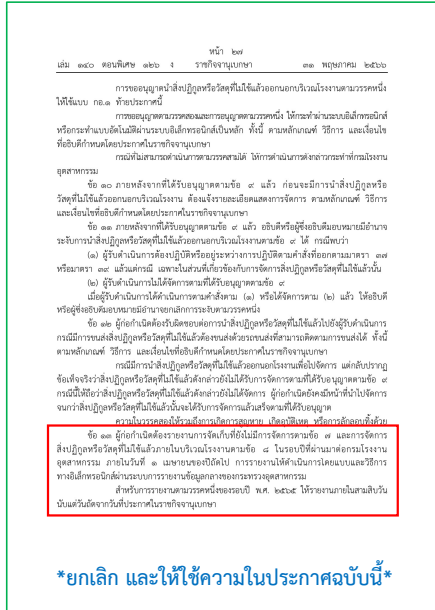 หน้า ๒๗
เล่ม ๑๔๐ ตอนพิเศษ ๑๒๖ ง ราชกิจจานุเบกษา ๓๑ พฤษภาคม ๒๕๖๖
การขออนุญาตนำสิ่งปฏิกูลหรือวัสดุที่ไม่ใช้แล้วออกนอกบริเวณโรงงานตามวรรคหนึ่ง
ให้ใช้แบบ กอ.๑ ท้ายประกาศนี้
การขออนุญาตตามวรรคสองและการอนุญาตตามวรรคหนึ่ง ให้กระทำผ่านระบบอิเล็กทรอนิกส์
หรือกระทำแบบอัตโนมัติผ่านระบบอิเล็กทรอนิกส์เป็นหลัก ทั้งนี้ ตามหลักเกณฑ์ วิธีการ และเงื่อนไข
ที่อธิบดีกำหนดโดยประกาศในราชกิจจานุเบกษา
กรณีที่ไม่สามารถดำเนินการตามวรรคสามได้ ให้การดำเนินการดังกล่าวกระทำที่กรมโรงงาน
อุตสาหกรรม
ข้อ ๑๐ ภายหลังจากที่ได้รับอนุญาตตามข้อ ๙ แล้ว ก่อนจะมีการนำสิ่งปฏิกูลหรือ
วัสดุที่ไม่ใช้แล้วออกนอกบริเวณโรงงาน ต้องแจ้งรายละเอียดแสดงการจัดการ ตามหลักเกณฑ์ วิธีการ
และเงื่อนไขที่อธิบดีกำหนดโดยประกาศในราชกิจจานุเบกษา
ข้อ ๑๑ ภายหลังจากที่ได้รับอนุญาตตามข้อ ๙ แล้ว อธิบดีหรือผู้ซึ่งอธิบดีมอบหมายมีอำนาจ
ระงับการนำสิ่งปฏิกูลหรือวัสดุที่ไม่ใช้แล้วออกนอกบริเวณโรงงานตามข้อ ๙ ได้ กรณีพบว่า
(๑) ผู้รับดำเนินการต้องปฏิบัติหรืออยู่ระหว่างการปฏิบัติตามคำสั่งที่ออกตามมาตรา ๓๗
หรือมาตรา ๓๙ แล้วแต่กรณี เฉพาะในส่วนที่เกี่ยวข้องกับการจัดการสิ่งปฏิกูลหรือวัสดุที่ไม่ใช้แล้วนั้น
(๒) ผู้รับดำเนินการไม่ได้จัดการตามที่ได้รับอนุญาตตามข้อ ๙
เมื่อผู้รับดำเนินการได้ดำเนินการตามคำสั่งตาม (๑) หรือได้จัดการตาม (๒) แล้ว ให้อธิบดี
หรือผู้ซึ่งอธิบดีมอบหมายมีอำนาจยกเลิกการระงับตามวรรคหนึ่ง
ข้อ ๑๒ ผู้ก่อกำเนิดต้องรับผิดชอบต่อการนำสิ่งปฏิกูลหรือวัสดุที่ไม่ใช้แล้วไปยังผู้รับดำเนินการ
กรณีมีการขนส่งสิ่งปฏิกูลหรือวัสดุที่ไม่ใช้แล้วต้องขนส่งด้วยรถขนส่งที่สามารถติดตามการขนส่งได้ ทั้งนี้
ตามหลักเกณฑ์ วิธีการ และเงื่อนไขที่อธิบดีกำหนดโดยประกาศในราชกิจจานุเบกษา
กรณีมีการนำสิ่งปฏิกูลหรือวัสดุที่ไม่ใช้แล้วออกนอกโรงงานเพื่อไปจัดการ แต่กลับปรากฏ
ข้อเท็จจริงว่าสิ่งปฏิกูลหรือวัสดุที่ไม่ใช้แล้วดังกล่าวยังไม่ได้รับการจัดการตามที่ได้รับอนุญาตตามข้อ ๙
กรณีนี้ให้ถือว่าสิ่งปฏิกูลหรือวัสดุที่ไม่ใช้แล้วดังกล่าวยังไม่ได้จัดการ ผู้ก่อกำเนิดยังคงมีหน้าที่นำไปจัดการ
จนกว่าสิ่งปฏิกูลหรือวัสดุที่ไม่ใช้แล้วนั้นจะได้รับการจัดการแล้วเสร็จตามที่ได้รับอนุญาต
ความในวรรคสองให้รวมถึงการเกิดการสูญหาย เกิดอุบัติเหตุ หรือการลักลอบทิ้งด้วย
ข้อ ๑๓ ผู้ก่อกำเนิดต้องรายงานการจัดเก็บที่ยังไม่มีการจัดการตามข้อ ๗ และการจัดการ
สิ่งปฏิกูลหรือวัสดุที่ไม่ใช้แล้วภายในบริเวณโรงงานตามข้อ ๘ ในรอบปีที่ผ่านมาต่อกรมโรงงาน
อุตสาหกรรม ภายในวันที่ ๑ เมษายนของปีถัดไป การรายงานให้ดำเนินการโดยแบบและวิธีการ
ทางอิเล็กทรอนิกส์ผ่านระบบการรายงานข้อมูลกลางของกระทรวงอุตสาหกรรม
สำหรับการรายงานตามวรรคหนึ่งของรอบปี พ.ศ. ๒๕๖๕ ให้รายงานภายในสามสิบวัน
นับแต่วันถัดจากวันที่ประกาศในราชกิจจานุเบกษา
*ยกเลิก และให้ใช้ความในประกาศฉบับนี้*